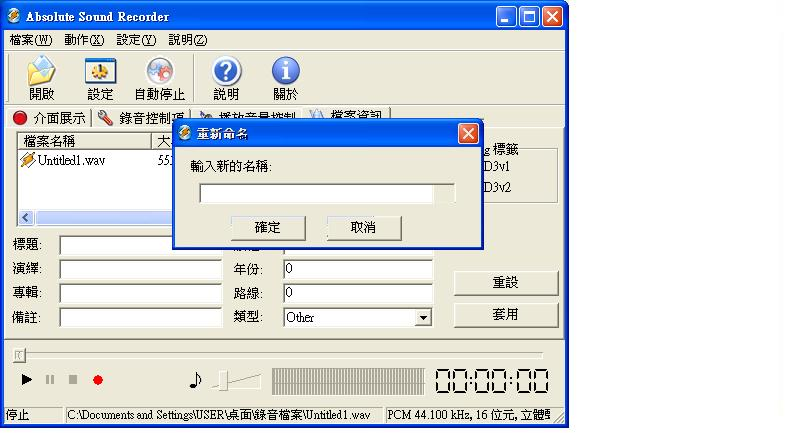 Absolute Sound Recorder
檔案(W) 動作(X) 設定(Y) 說明(Z)
開啟 設定 自動停止 說明 關於
介面展示 錄音控制項 播放音量控制 檔案資訊
重新命名
檔案名稱 大
g 標籤
輸入新的名稱:
Untitled1.wav 55
D3v1
D3v2
確定 取消
標題:
演繹: 年份: 0
重設
專輯: 路線: 0
備註: 類型: Other 套用
00:00:00
停止 C:\Documents and Settings\USER\桌面\錄音檔案\Untitled1.wav PCM 44.100 kHz, 16 位元, 立體